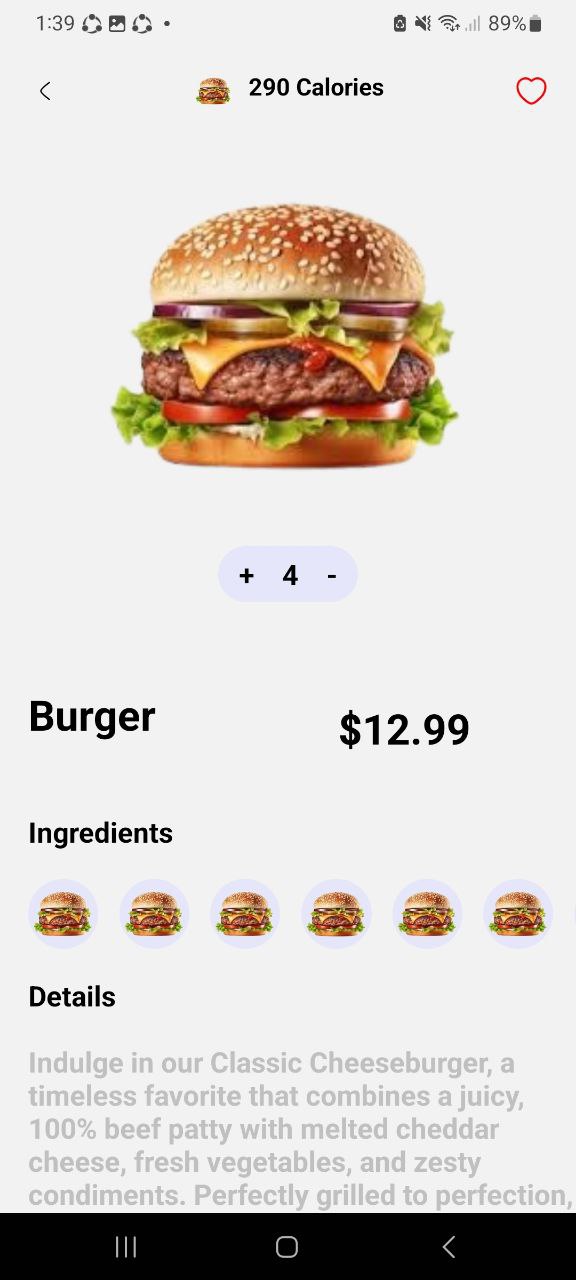 1:39
89%
290 Calories
+ 4 -
Burger
$12.99
Ingredients
Details
Indulge in our Classic Cheeseburger, a
timeless favorite that combines a juicy,
100% beef patty with melted cheddar
cheese, fresh vegetables, and zesty
condiments. Perfectly grilled to perfection,